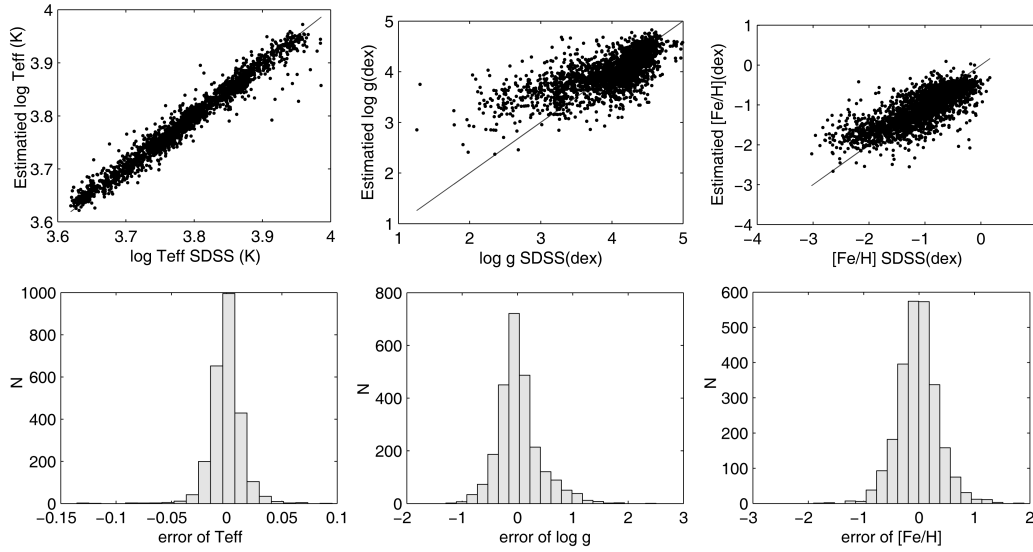 4
3.9
3.8
3.7
3.6
3.6 3.7 3.8 3.9 4
Estimatied log Teff (K)
log Teff SDSS (K)
5
4
3
2
1
1 2 3 4 5
Estimatied log g(dex)
log g SDSS(dex)
1
0
−1
−2
−3
−4
−4 −3 −2 −1 0
Estimatied [Fe/H](dex)
[Fe/H] SDSS(dex)
1000
800
600
400
200
0
−0.15 −0.1 −0.05 0 0.05 0.1
N
error of Teff
800
600
400
200
0
−2 −1 0 1 2 3
N
error of log g
600
500
400
300
200
100
0
−3 −2 −1 0 1 2
N
error of [Fe/H]